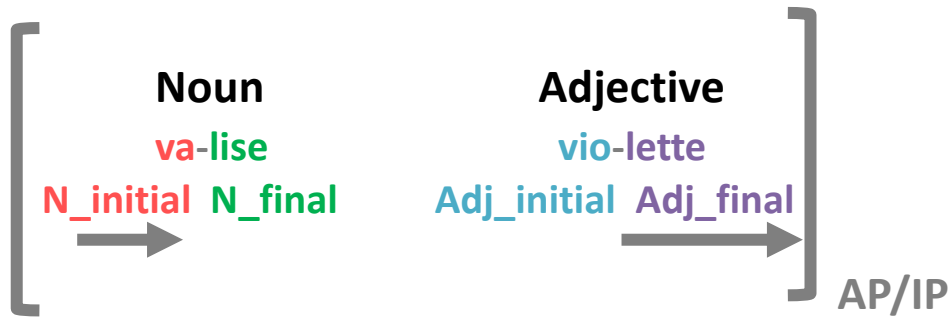 Noun Adjective
va-lise vio-lette
N_initial N_final Adj_initial Adj_final
AP/IP